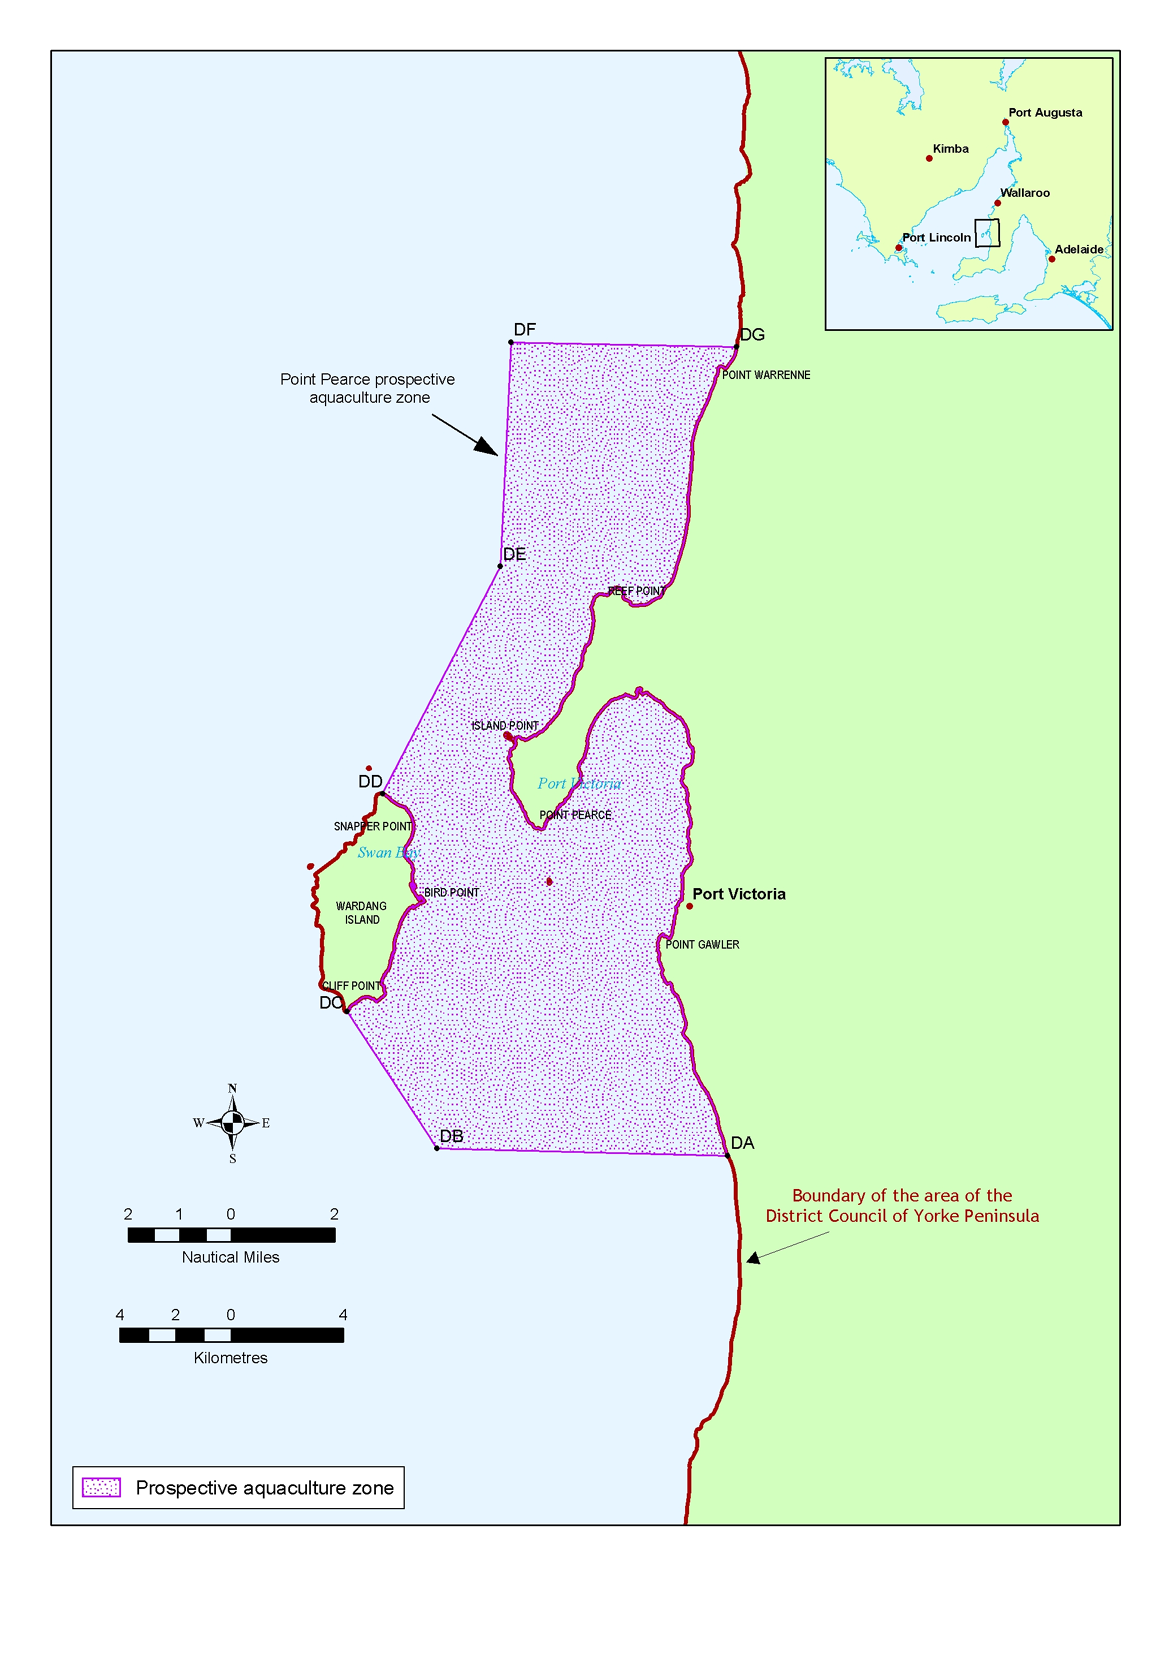 Port Augusta
Kimba
Wallaroo
Port Lincoln
Adelaide
DF
DG
POINT WARRENNE
Point Pearce prospective
aquaculture zone
DE
REEF POINT
ISLAND POINT
DD
Port Victoria
POINT PEARCE
SNAPPER POINT
Swan Bay
BIRD POINT
Port Victoria
WARDANG
ISLAND
POINT GAWLER
CLIFF POINT
DC
N
W
E
S
DB
DA
Boundary of the area of the
District Council of Yorke Peninsula
2 1 0 2
Nautical Miles
4 2 0 4
Kilometres
Prospective aquaculture zone